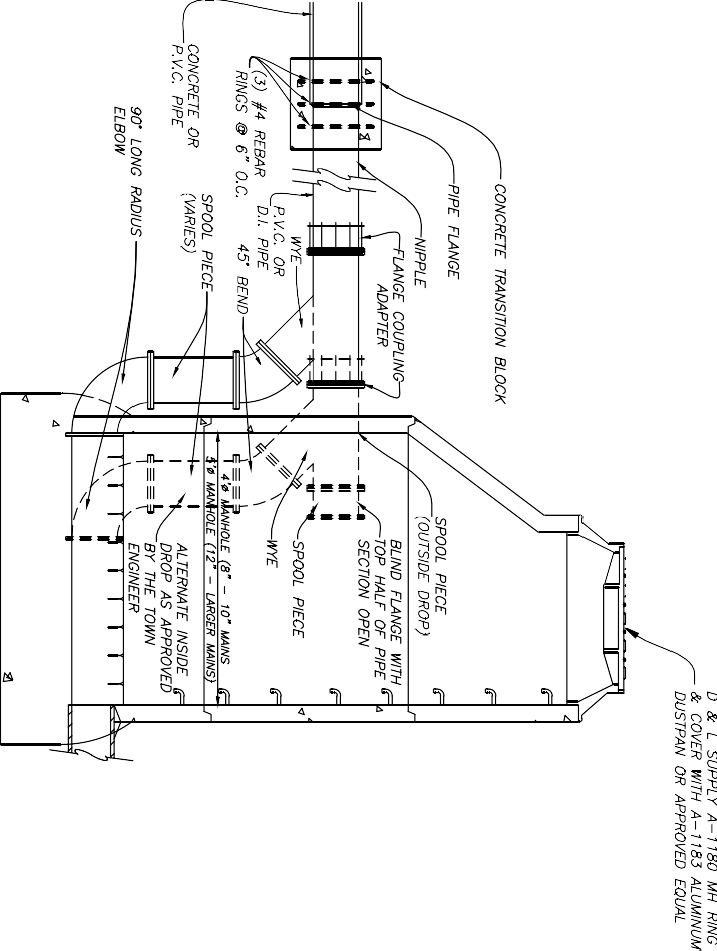 D & L SUPPLY A-1180 MH RING
& COVER WITH A-1183 ALUMINUM
DUSTPAN OR APPROVED EQUAL
CONCRETE TRANSITION BLOCK
PIPE FLANGE
NIPPLE
FLANGE COUPLING
ADAPTER
SPOOL PIECE
(OUTSIDE DROP)
BLIND FLANGE WITH
TOP HALF OF PIPE
SECTION OPEN
SPOOL PIECE
WYE
4'ø MANHOLE (8" - 10" MAINS
5'ø MANHOLE (12" - LARGER MAINS)
ALTERNATE INSIDE
DROP AS APPROVED
BY THE TOWN
ENGINEER
CONCRETE OR
P.V.C. PIPE
(3) #4 REBAR
RINGS @ 6" O.C.
P.V.C. OR
D.I. PIPE
WYE
45° BEND
SPOOL PIECE
(VARIES)
90° LONG RADIUS
ELBOW